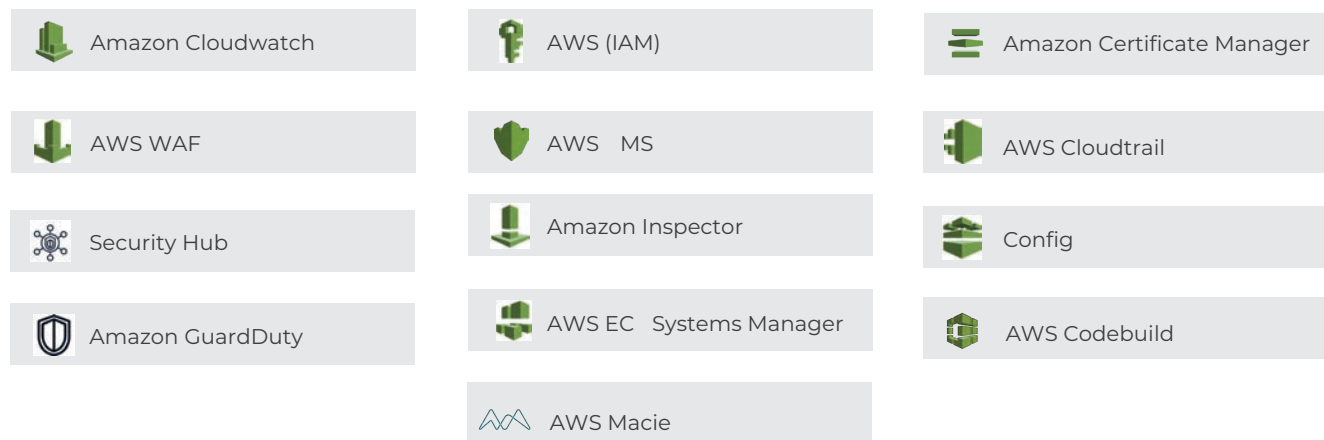 Amazon Cloudwatch
AWS (IAM)
Amazon Certificate Manager
AWS WAF
AWS MS
AWS Cloudtrail
Security Hub
Amazon Inspector
Config
Amazon GuardDuty
AWS EC Systems Manager
AWS Codebuild
AWS Macie